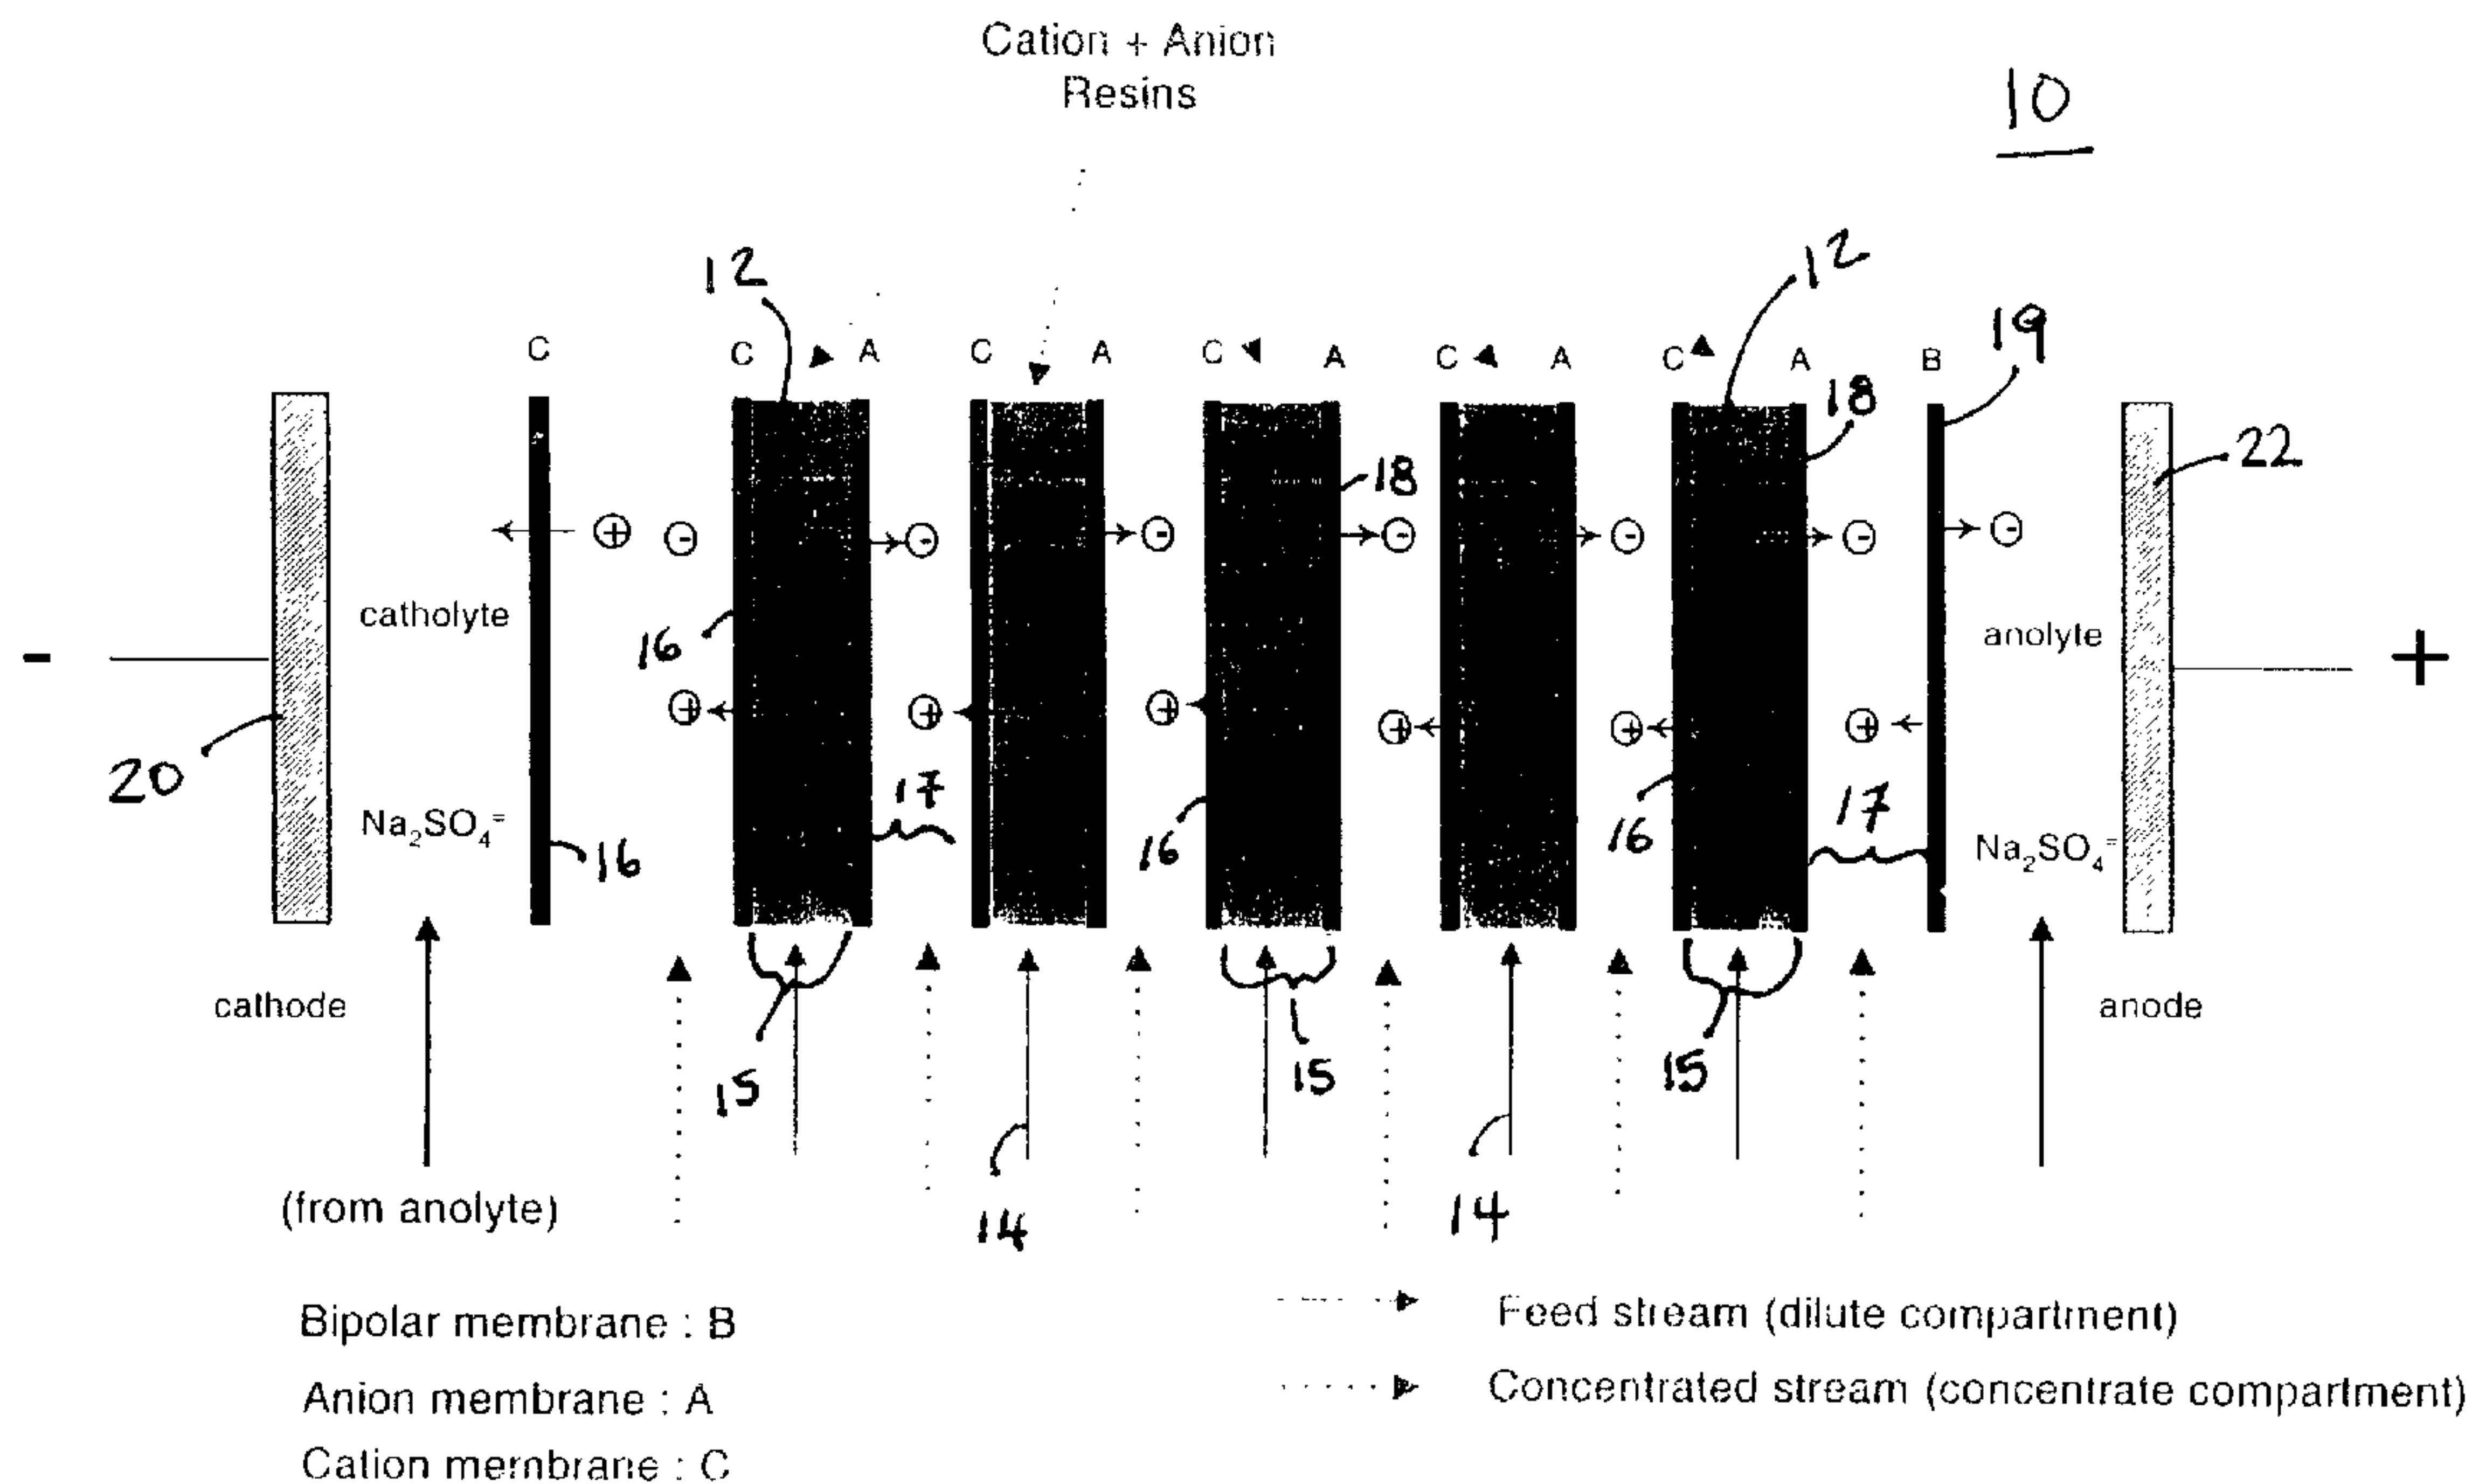 Cation + Anion
Resins
10
12
12
19
C
C
A
C
A
C
A
C
A
C
A
B
18
18
22
+
-
-
-
-
-
-
-
catholyte
16
anolyte
-
+
+
+
+
+
+
+
20
17
17
16
16
Na₂SO₄⁼
16
Na₂SO₄⁼
cathode
anode
15
15
15
(from anolyte)
14
14
Bipolar membrane : B
Feed stream (dilute compartment)
Anion membrane : A
Concentrated stream (concentrate compartment)
Cation membrane : C